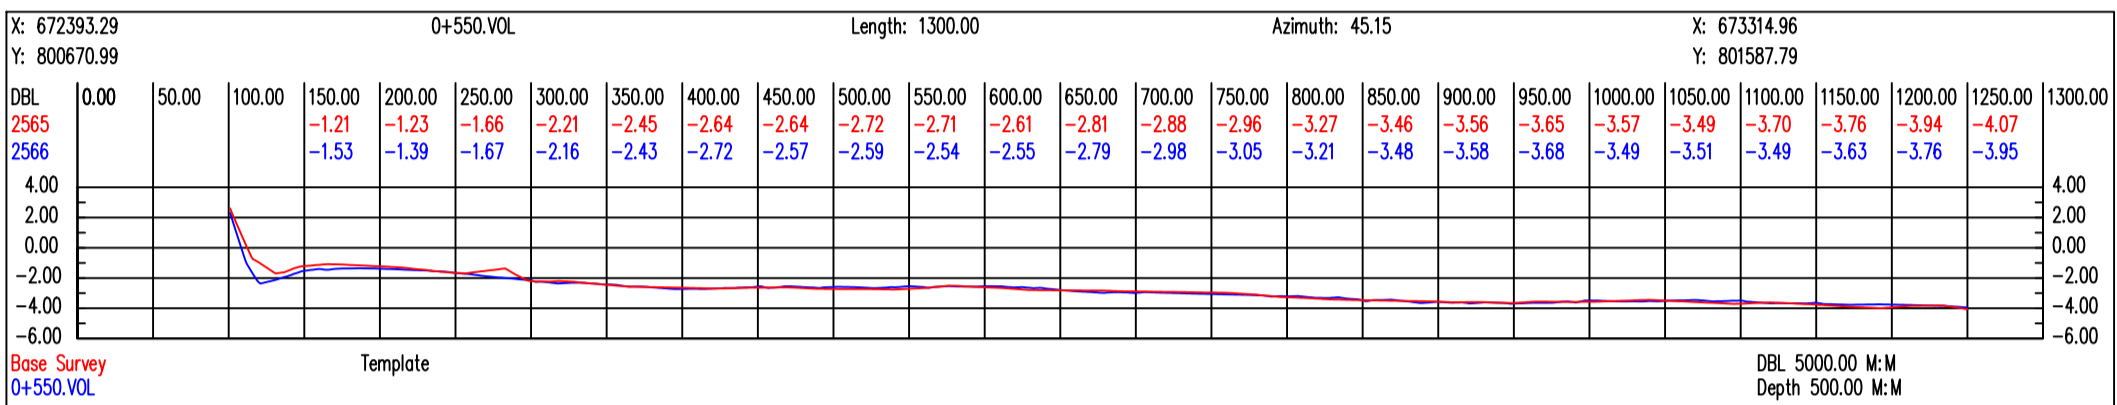 X: 672393.29 0+550.VOL Length: 1300.00 Azimuth: 45.15 X: 673314.96
Y: 800670.99 Y: 801587.79
DBL 0.00 50.00 100.00 150.00 200.00 250.00 300.00 350.00 400.00 450.00 500.00 550.00 600.00 650.00 700.00 750.00 800.00 850.00 900.00 950.00 1000.00 1050.00 1100.00 1150.00 1200.00 1250.00 1300.00
2565 -1.21 -1.23 -1.66 -2.21 -2.45 -2.64 -2.64 -2.72 -2.71 -2.61 -2.81 -2.88 -2.96 -3.27 -3.46 -3.56 -3.65 -3.57 -3.49 -3.70 -3.76 -3.94 -4.07
2566 -1.53 -1.39 -1.67 -2.16 -2.43 -2.72 -2.57 -2.59 -2.54 -2.55 -2.79 -2.98 -3.05 -3.21 -3.48 -3.58 -3.68 -3.49 -3.51 -3.49 -3.63 -3.76 -3.95
4.00 4.00
2.00 2.00
0.00 0.00
-2.00 -2.00
-4.00 -4.00
-6.00 -6.00
Base Survey Template DBL 5000.00 M:M
0+550.VOL Depth 500.00 M:M